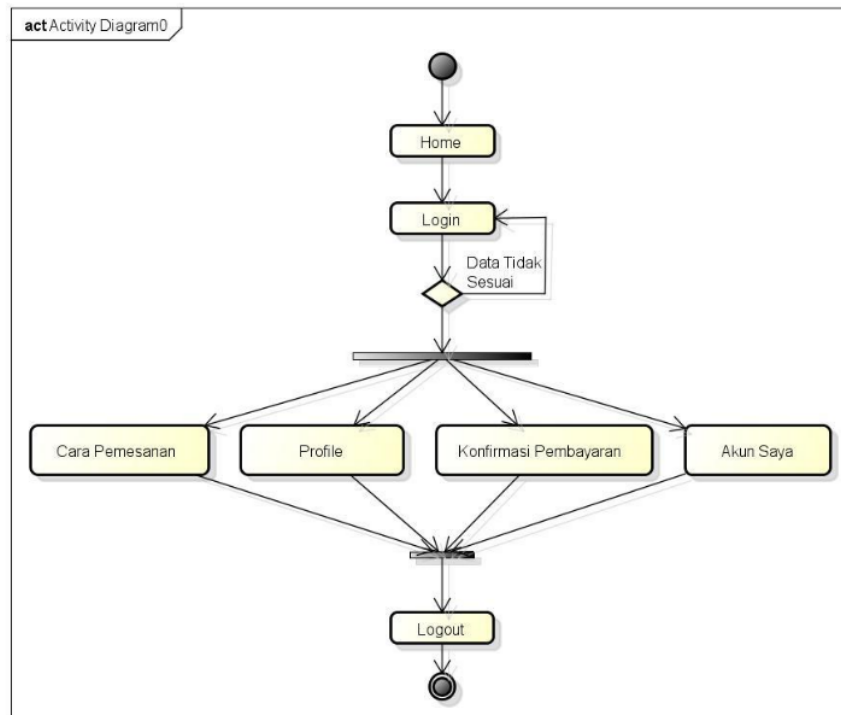 act Activity Diagram0
Home
Login
Data Tidak
Sesuai
Cara Pemesanan
Profile
Konfirmasi Pembayaran
Akun Saya
Logout